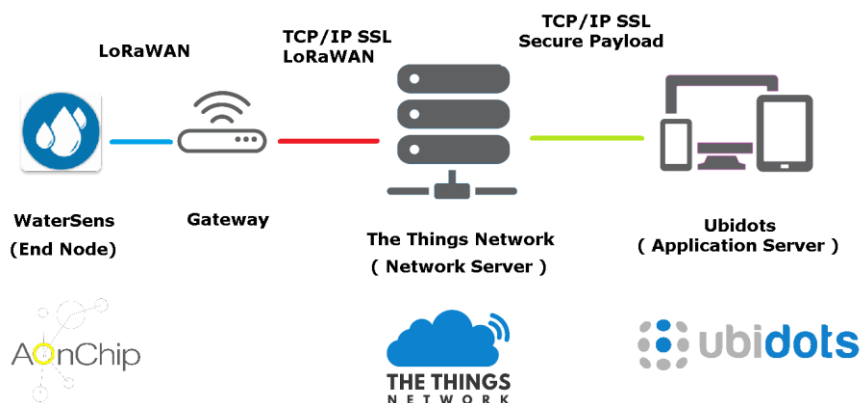 LoRaWAN
TCP/IP SSL
LoRaWAN
TCP/IP SSL
Secure Payload
WaterSens
(End Node)
Gateway
The Things Network
( Network Server )
Ubidots
( Application Server )
AonChip
THE THINGS
NETWORK
ubidots